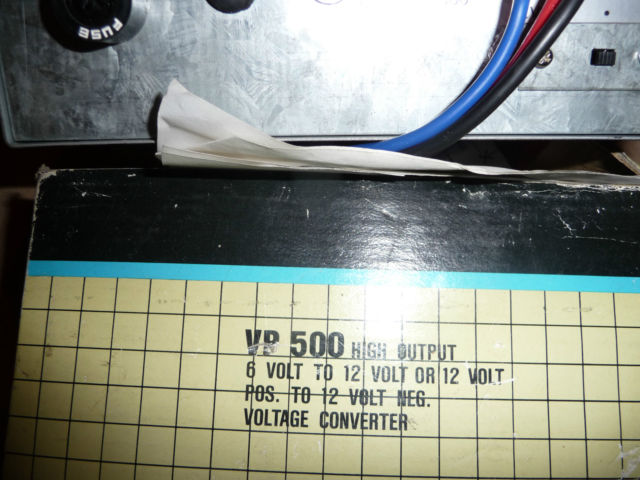 FUSE
VB 500 HIGH OUTPUT
6 VOLT TO 12 VOLT OR 12 VOLT
POS. TO 12 VOLT NEG.
VOLTAGE CONVERTER